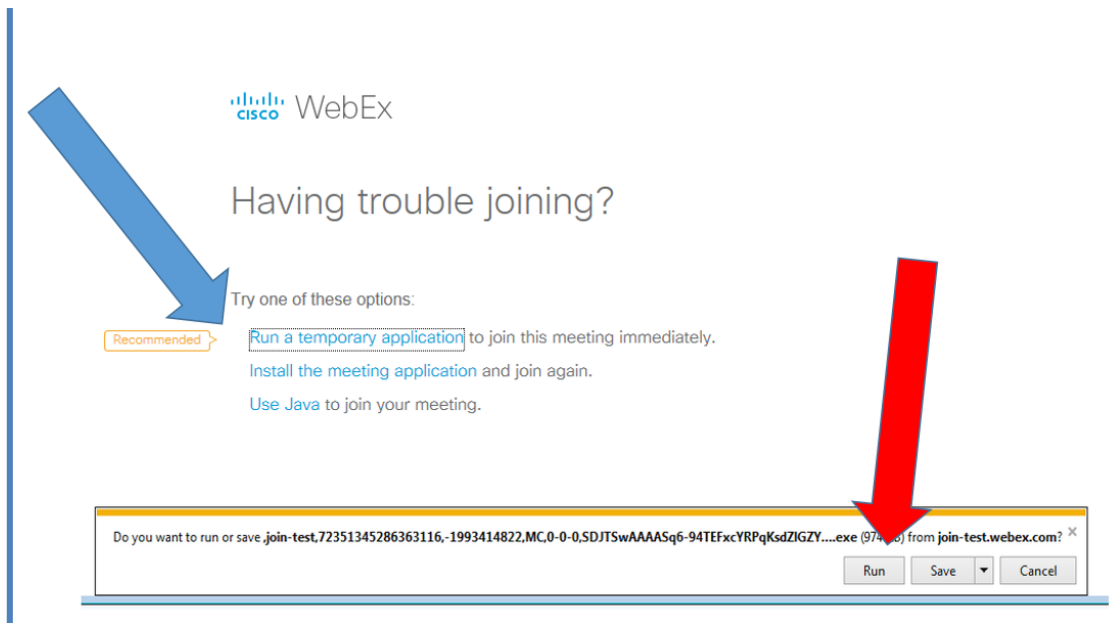 cisco WebEx
Having trouble joining?
Try one of these options:
Recommended Run a temporary application to join this meeting immediately.
Install the meeting application and join again.
Use Java to join your meeting.
Do you want to run or save ,join-test,72351345286363116,-1993414822,MC,0-0-0,SDJTSwAAAASq6-94TEFxcYRPqKsdZIGZY....exe from join-test.webex.com? ×
Run Save Cancel